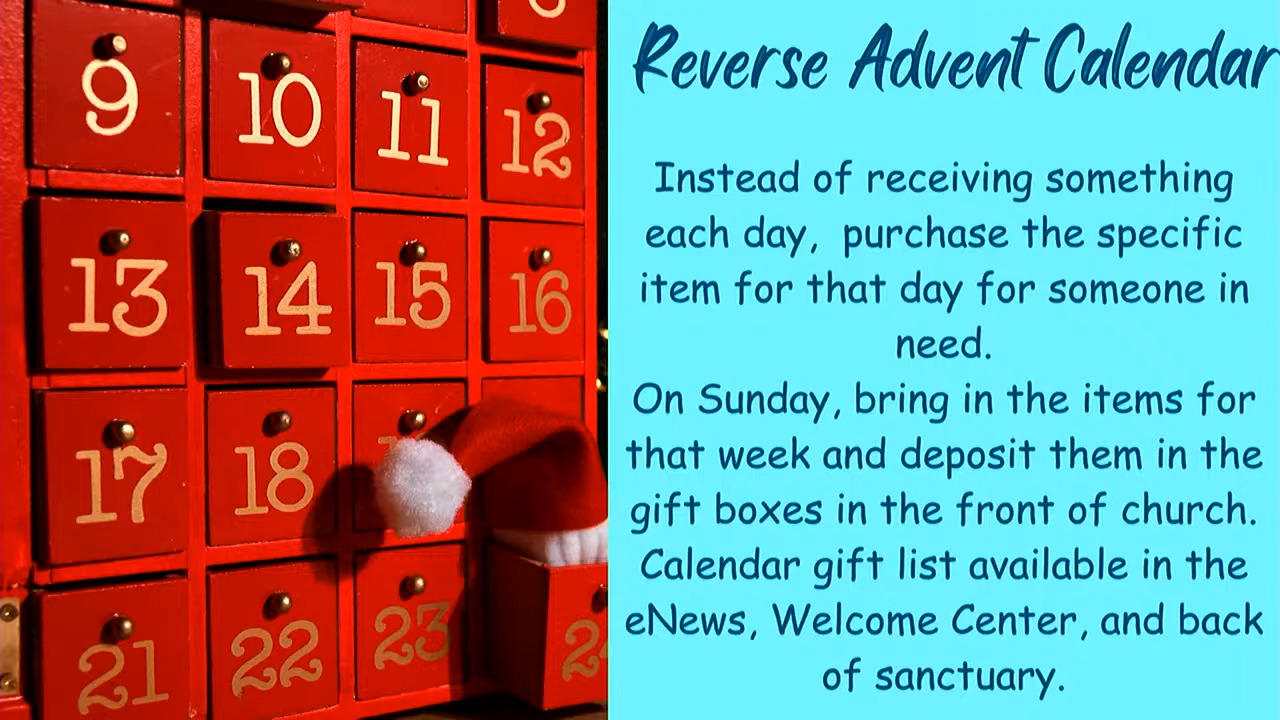 9 10 11 12
13 14 15 16
17 18
21 22 23
Reverse Advent Calendar
Instead of receiving something
each day, purchase the specific
item for that day for someone in
need.
On Sunday, bring in the items for
that week and deposit them in the
gift boxes in the front of church.
Calendar gift list available in the
eNews, Welcome Center, and back
of sanctuary.